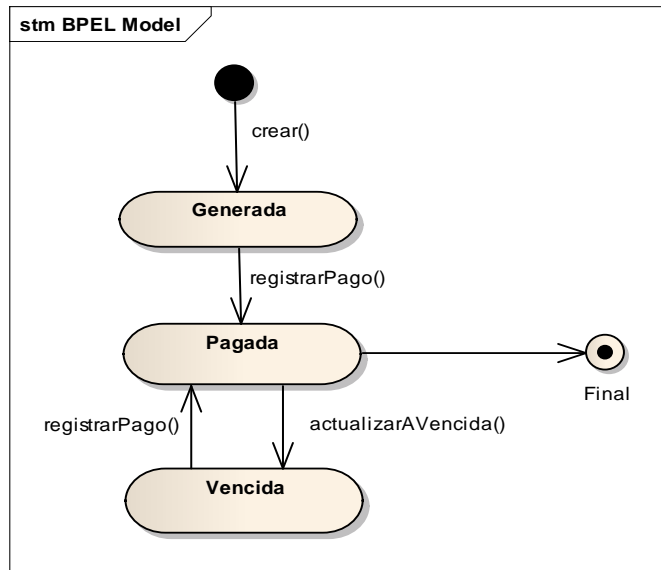 stm BPEL Model
crear()
Generada
registrarPago()
Pagada
Final
registrarPago()
actualizarAVencida()
Vencida